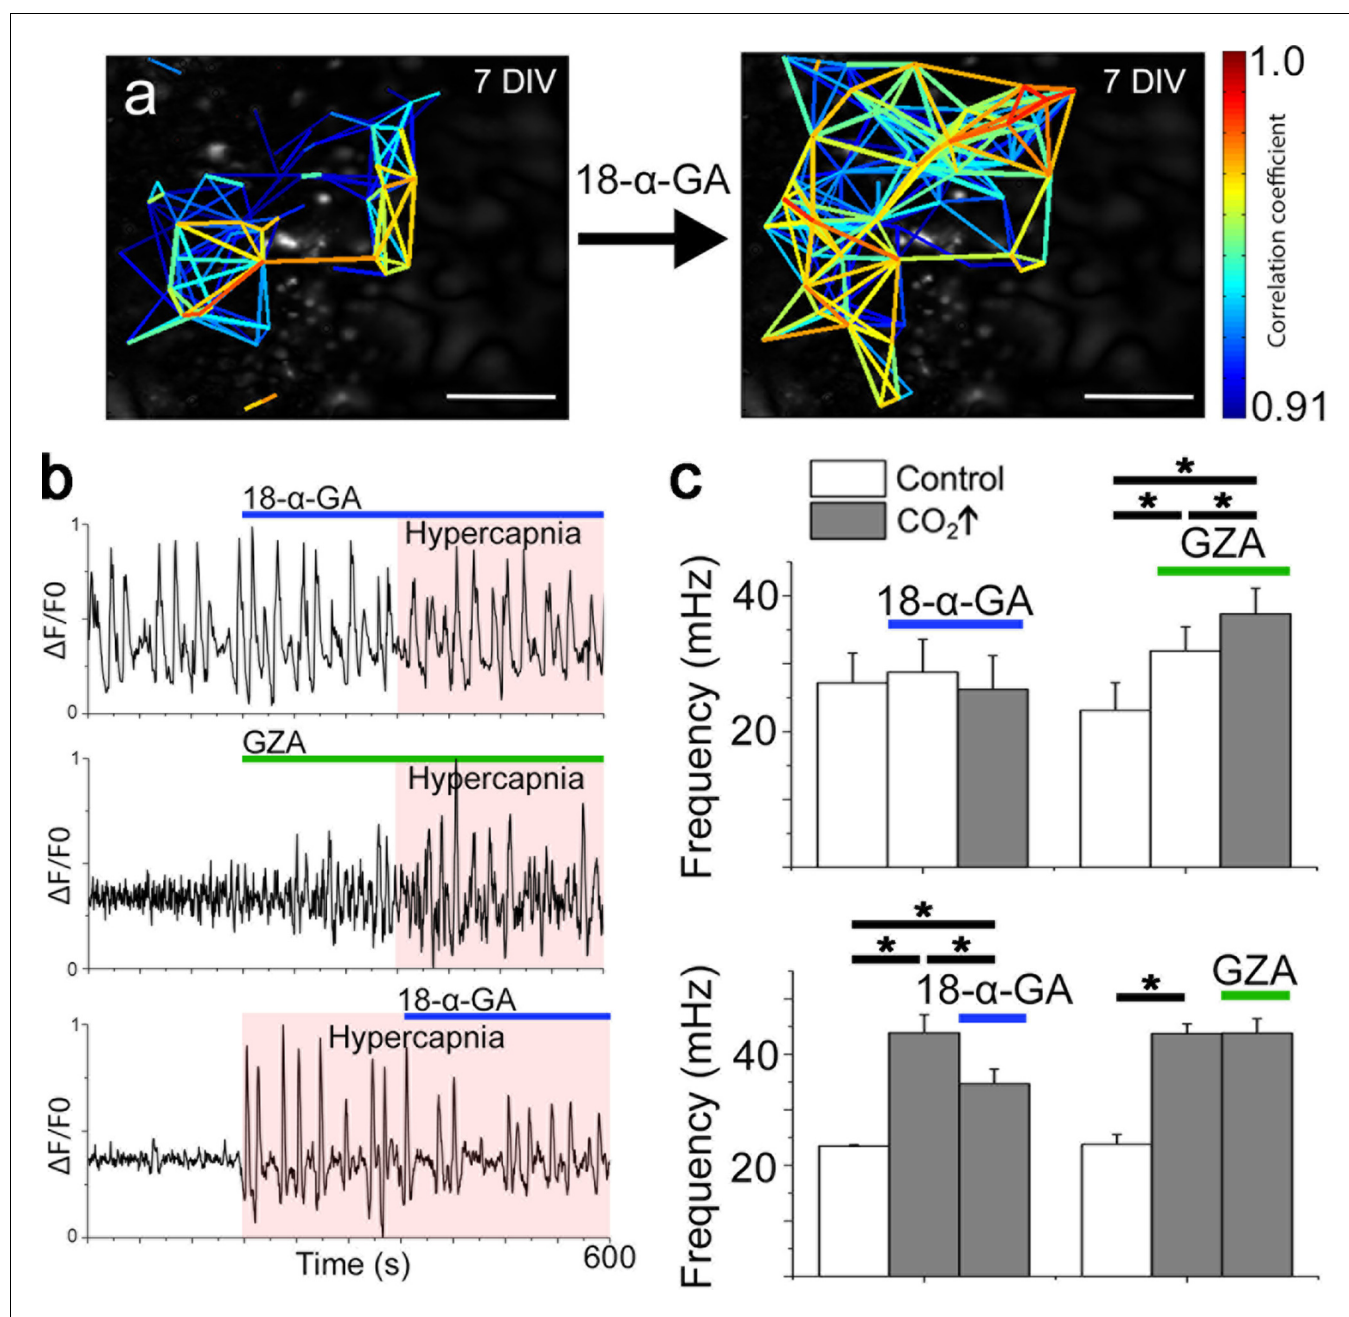 a
7 DIV
18-α-GA
7 DIV
1.0
Correlation coefficient
0.91
b
18-α-GA
Hypercapnia
1
ΔF/F0
0
GZA
Hypercapnia
1
ΔF/F0
0
18-α-GA
Hypercapnia
1
ΔF/F0
0
Time (s)
600
c
Control
CO₂↑
*
* *
GZA
18-α-GA
40
20
Frequency (mHz)
*
* *
18-α-GA
*
GZA
40
20
Frequency (mHz)